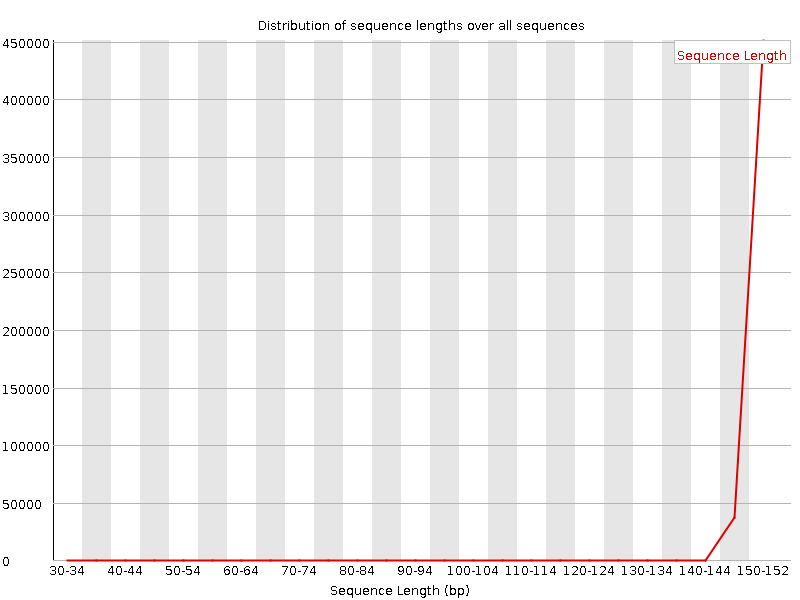 Distribution of sequence lengths over all sequences
450000
Sequence Length
400000
350000
300000
250000
200000
150000
100000
50000
0
30-34 40-44 50-54 60-64 70-74 80-84 90-94 100-104 110-114 120-124 130-134 140-144 150-152
Sequence Length (bp)